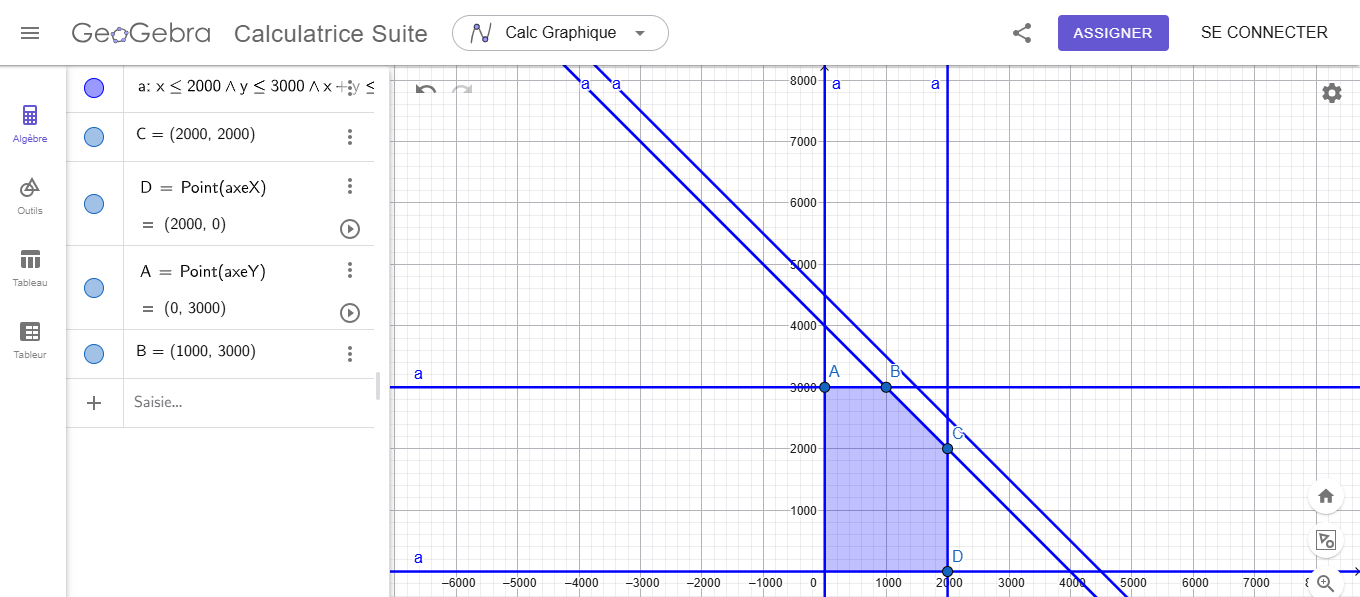 GeoGebra Calculatrice Suite Calc Graphique ASSIGNER SE CONNECTER
a: x ≤ 2000 ∧ y ≤ 3000 ∧ x + y ≤
C = (2000, 2000)
D = Point(axeX)
= (2000, 0)
A = Point(axeY)
= (0, 3000)
B = (1000, 3000)
Saisie...
Algèbre
Outils
Tableau
Tableur
a a a a
8000
7000
6000
5000
4000
a
3000
A B
2000
C
1000
a
D
−6000 −5000 −4000 −3000 −2000 −1000 0 1000 2000 3000 4000 5000 6000 7000